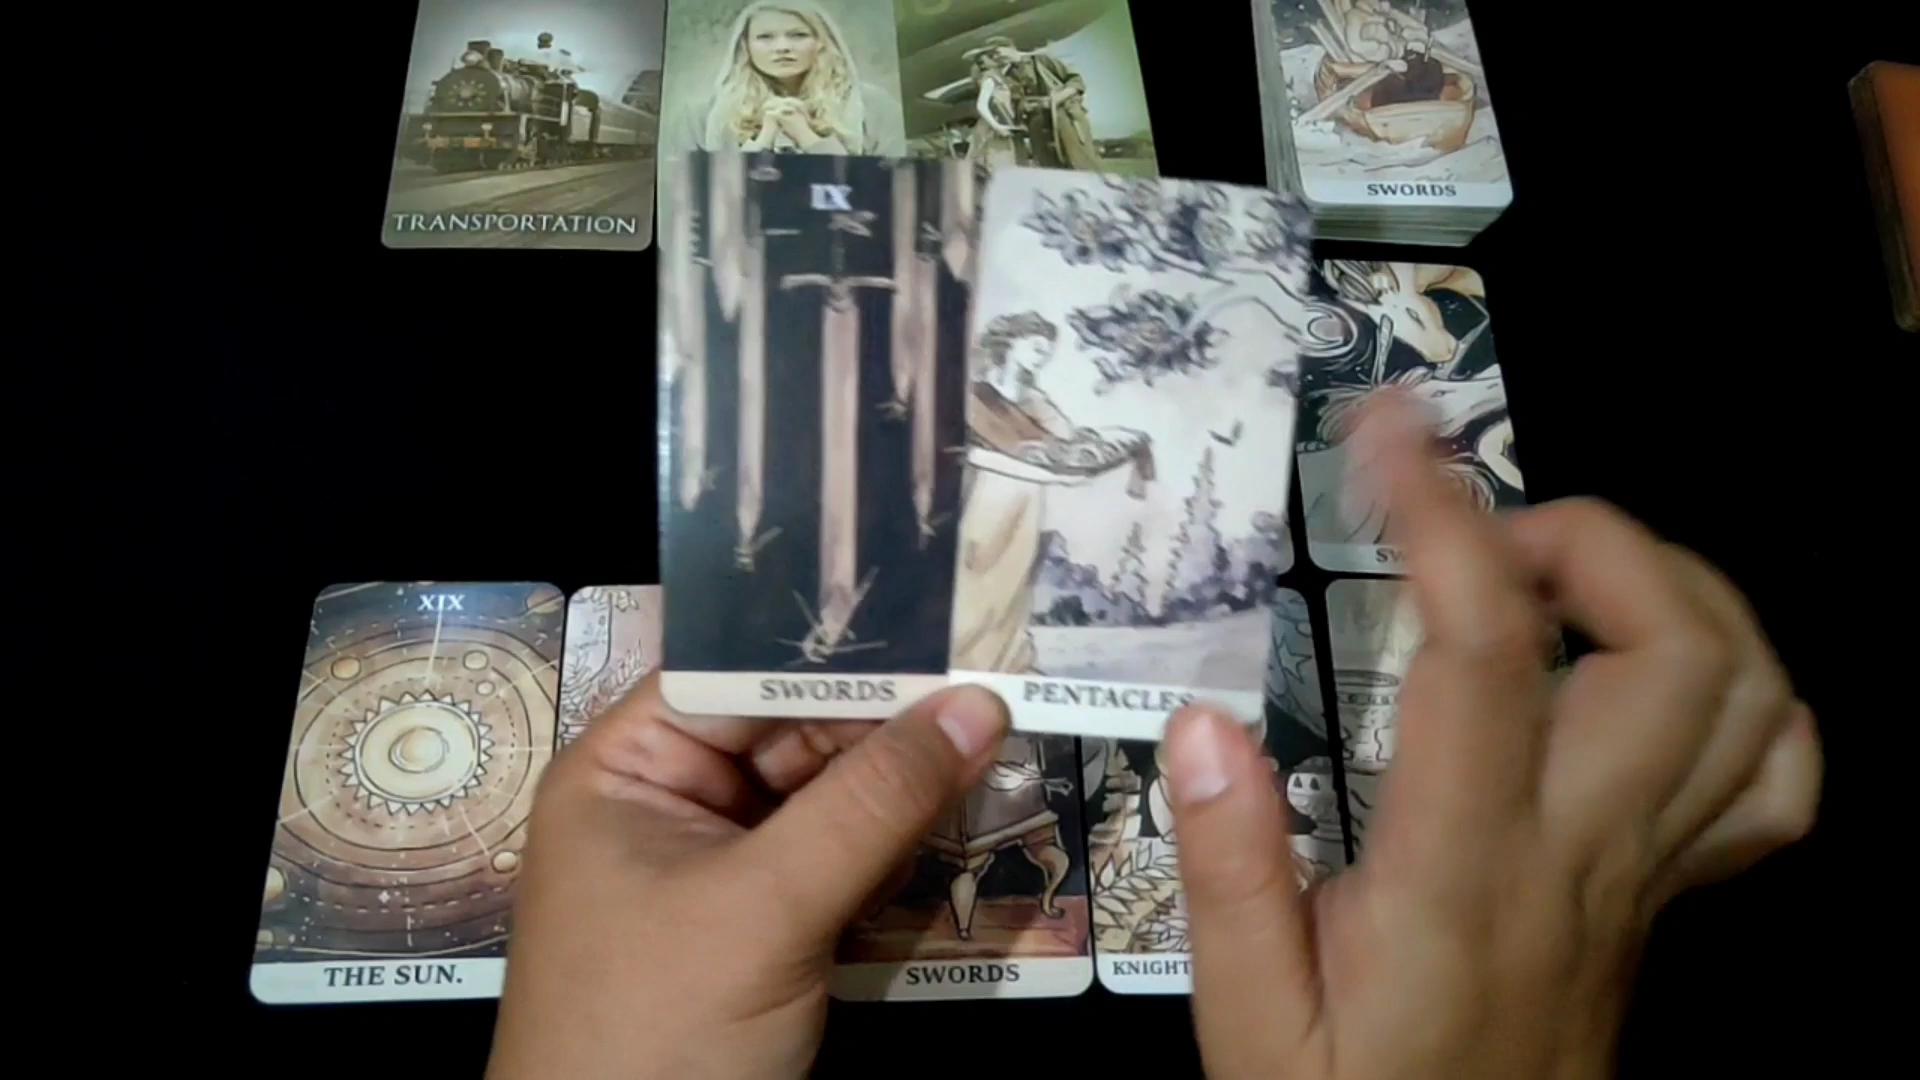 TRANSPORTATION
SWORDS
IX
SWORDS
PENTACLES
XIX
THE SUN.
SWORDS
KNIGHT